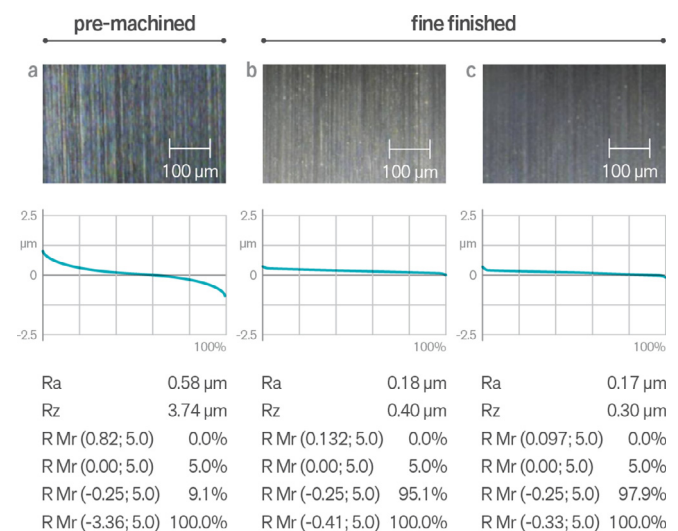 pre-machined fine finished
a b c
100 µm 100 µm 100 µm
2.5 2.5 2.5
µm µm µm
0 0 0
-2.5 -2.5 -2.5
100% 100% 100%
Ra 0.58 µm Ra 0.18 µm Ra 0.17 µm
Rz 3.74 µm Rz 0.40 µm Rz 0.30 µm
R Mr (0.82; 5.0) 0.0% R Mr (0.132; 5.0) 0.0% R Mr (0.097; 5.0) 0.0%
R Mr (0.00; 5.0) 5.0% R Mr (0.00; 5.0) 5.0% R Mr (0.00; 5.0) 5.0%
R Mr (-0.25; 5.0) 9.1% R Mr (-0.25; 5.0) 95.1% R Mr (-0.25; 5.0) 97.9%
R Mr (-3.36; 5.0) 100.0% R Mr (-0.41; 5.0) 100.0% R Mr (-0.33; 5.0) 100.0%